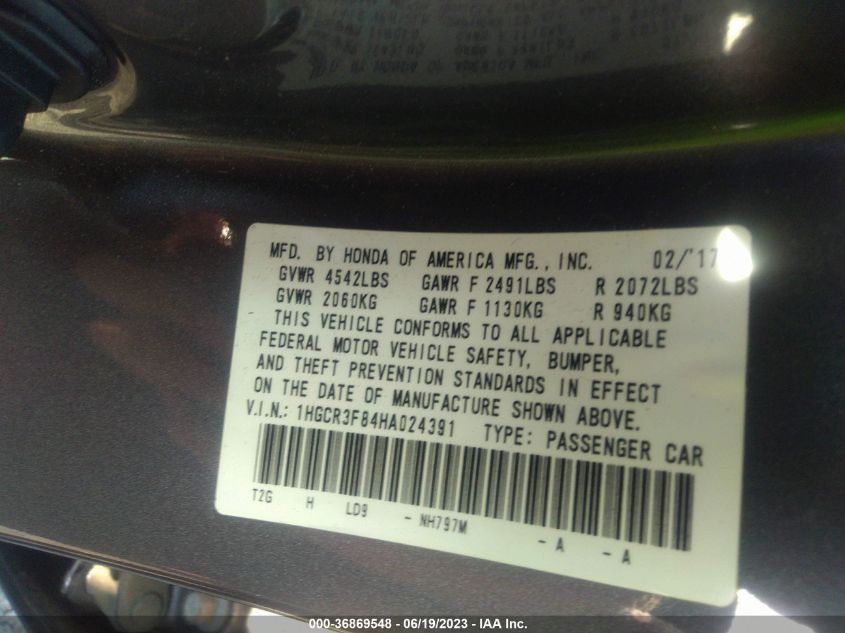 MFD. BY HONDA OF AMERICA MFG., INC. 02/'17
GVWR 4542LBS GAWR F 2491LBS R 2072LBS
GVWR 2060KG GAWR F 1130KG R 940KG
THIS VEHICLE CONFORMS TO ALL APPLICABLE
FEDERAL MOTOR VEHICLE SAFETY, BUMPER,
AND THEFT PREVENTION STANDARDS IN EFFECT
ON THE DATE OF MANUFACTURE SHOWN ABOVE.
V.I.N.: 1HGCR3F84HA024391 TYPE: PASSENGER CAR
T2G H LD9 - NH797M - A - A
000-36869548 - 06/19/2023 - IAA Inc.